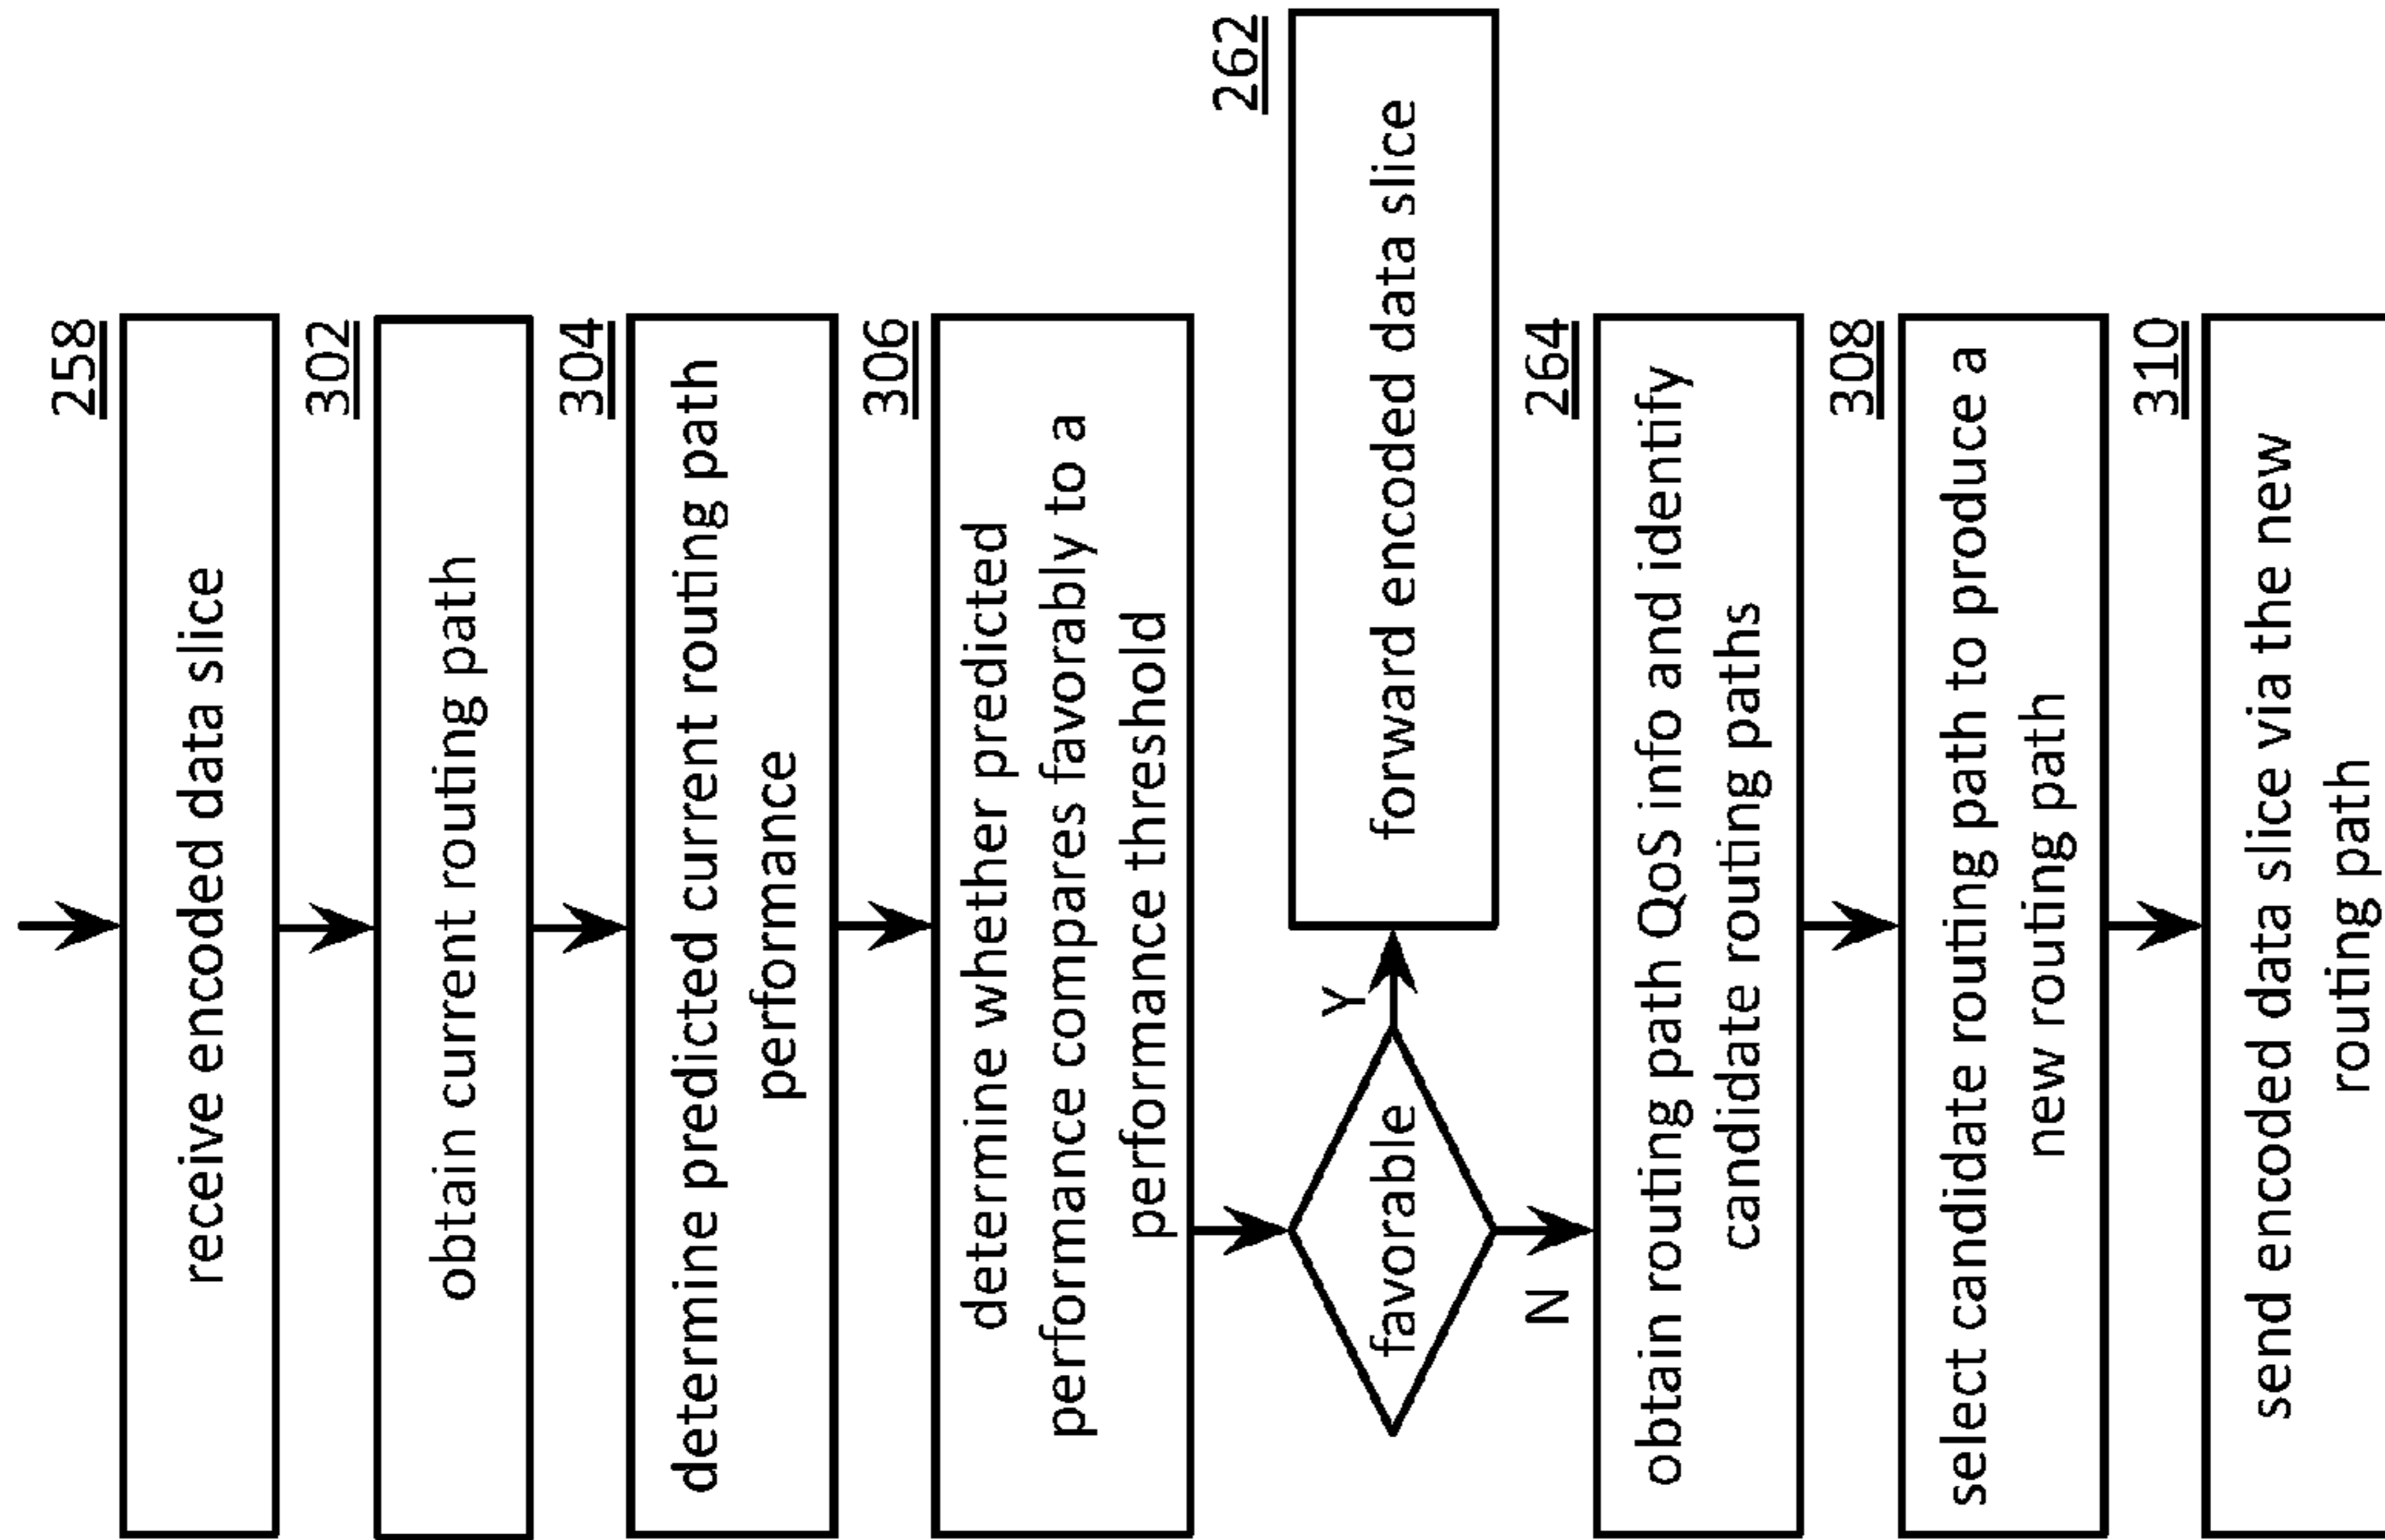 258
receive encoded data slice
302
obtain current routing path
304
determine predicted current routing path
performance
306
determine whether predicted
performance compares favorably to a
performance threshold
favorable
Y
262
forward encoded data slice
N
264
obtain routing path QoS info and identify
candidate routing paths
308
select candidate routing path to produce a
new routing path
310
send encoded data slice via the new
routing path